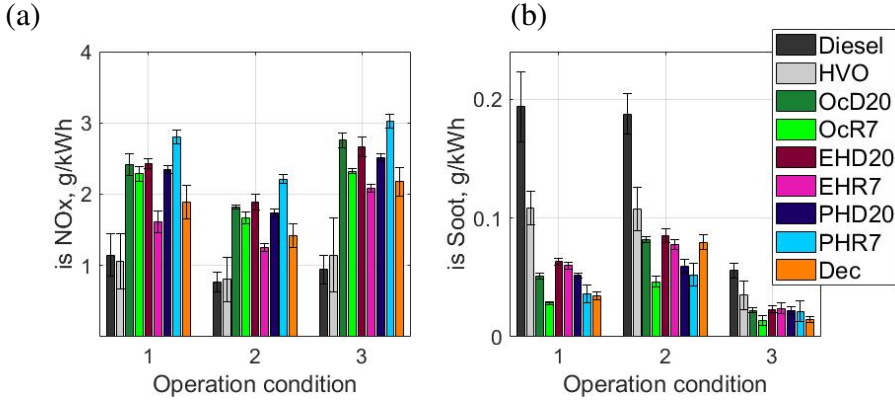 (a)
4
3
2
1
is NOx, g/kWh
1 2 3
Operation condition
(b)
0.2
0.1
0
is Soot, g/kWh
1 2 3
Operation condition
Diesel
HVO
OcD20
OcR7
EHD20
EHR7
PHD20
PHR7
Dec